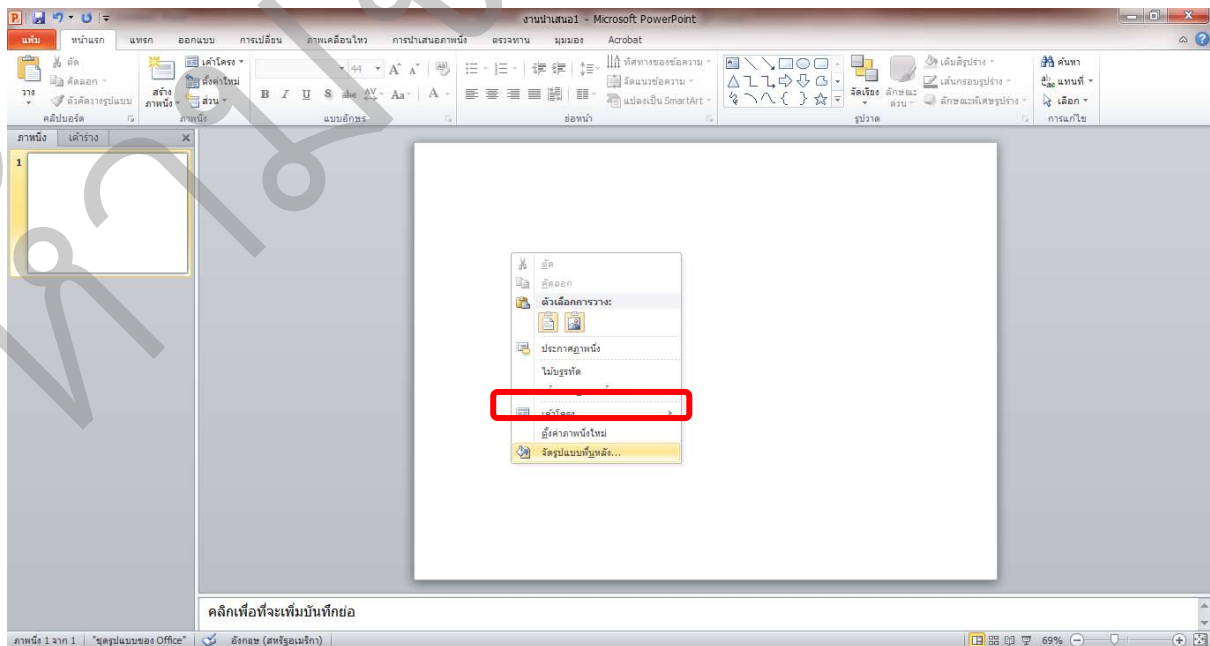 งานนำเสนอ1 - Microsoft PowerPoint
แฟ้ม หน้าแรก แทรก ออกแบบ การเปลี่ยน ภาพเคลื่อนไหว การนำเสนอภาพนิ่ง ตรวจทาน มุมมอง Acrobat
วาง
ตัด
คัดลอก
ตัวคัดวางรูปแบบ
คลิปบอร์ด
สร้าง
ภาพนิ่ง
เค้าโครง
ตั้งค่าใหม่
ส่วน
ภาพนิ่ง
44
B I U S abc AV Aa A
แบบอักษร
ทิศทางของข้อความ
จัดแนวข้อความ
แปลงเป็น SmartArt
ย่อหน้า
จัดเรียง
ลักษณะ
ด่วน
เติมสีรูปร่าง
เส้นกรอบรูปร่าง
ลักษณะพิเศษรูปร่าง
รูปวาด
ค้นหา
แทนที่
เลือก
การแก้ไข
ภาพนิ่ง เค้าร่าง
1
ตัด
คัดลอก
ตัวเลือกการวาง:
ประกาศภาพนิ่ง
ไม้บรรทัด
เค้าโครง
ตั้งค่าภาพนิ่งใหม่
จัดรูปแบบพื้นหลัง...
คลิกเพื่อที่จะเพิ่มบันทึกย่อ
ภาพนิ่ง 1 จาก 1 "ชุดรูปแบบของ Office" อังกฤษ (สหรัฐอเมริกา) 69%